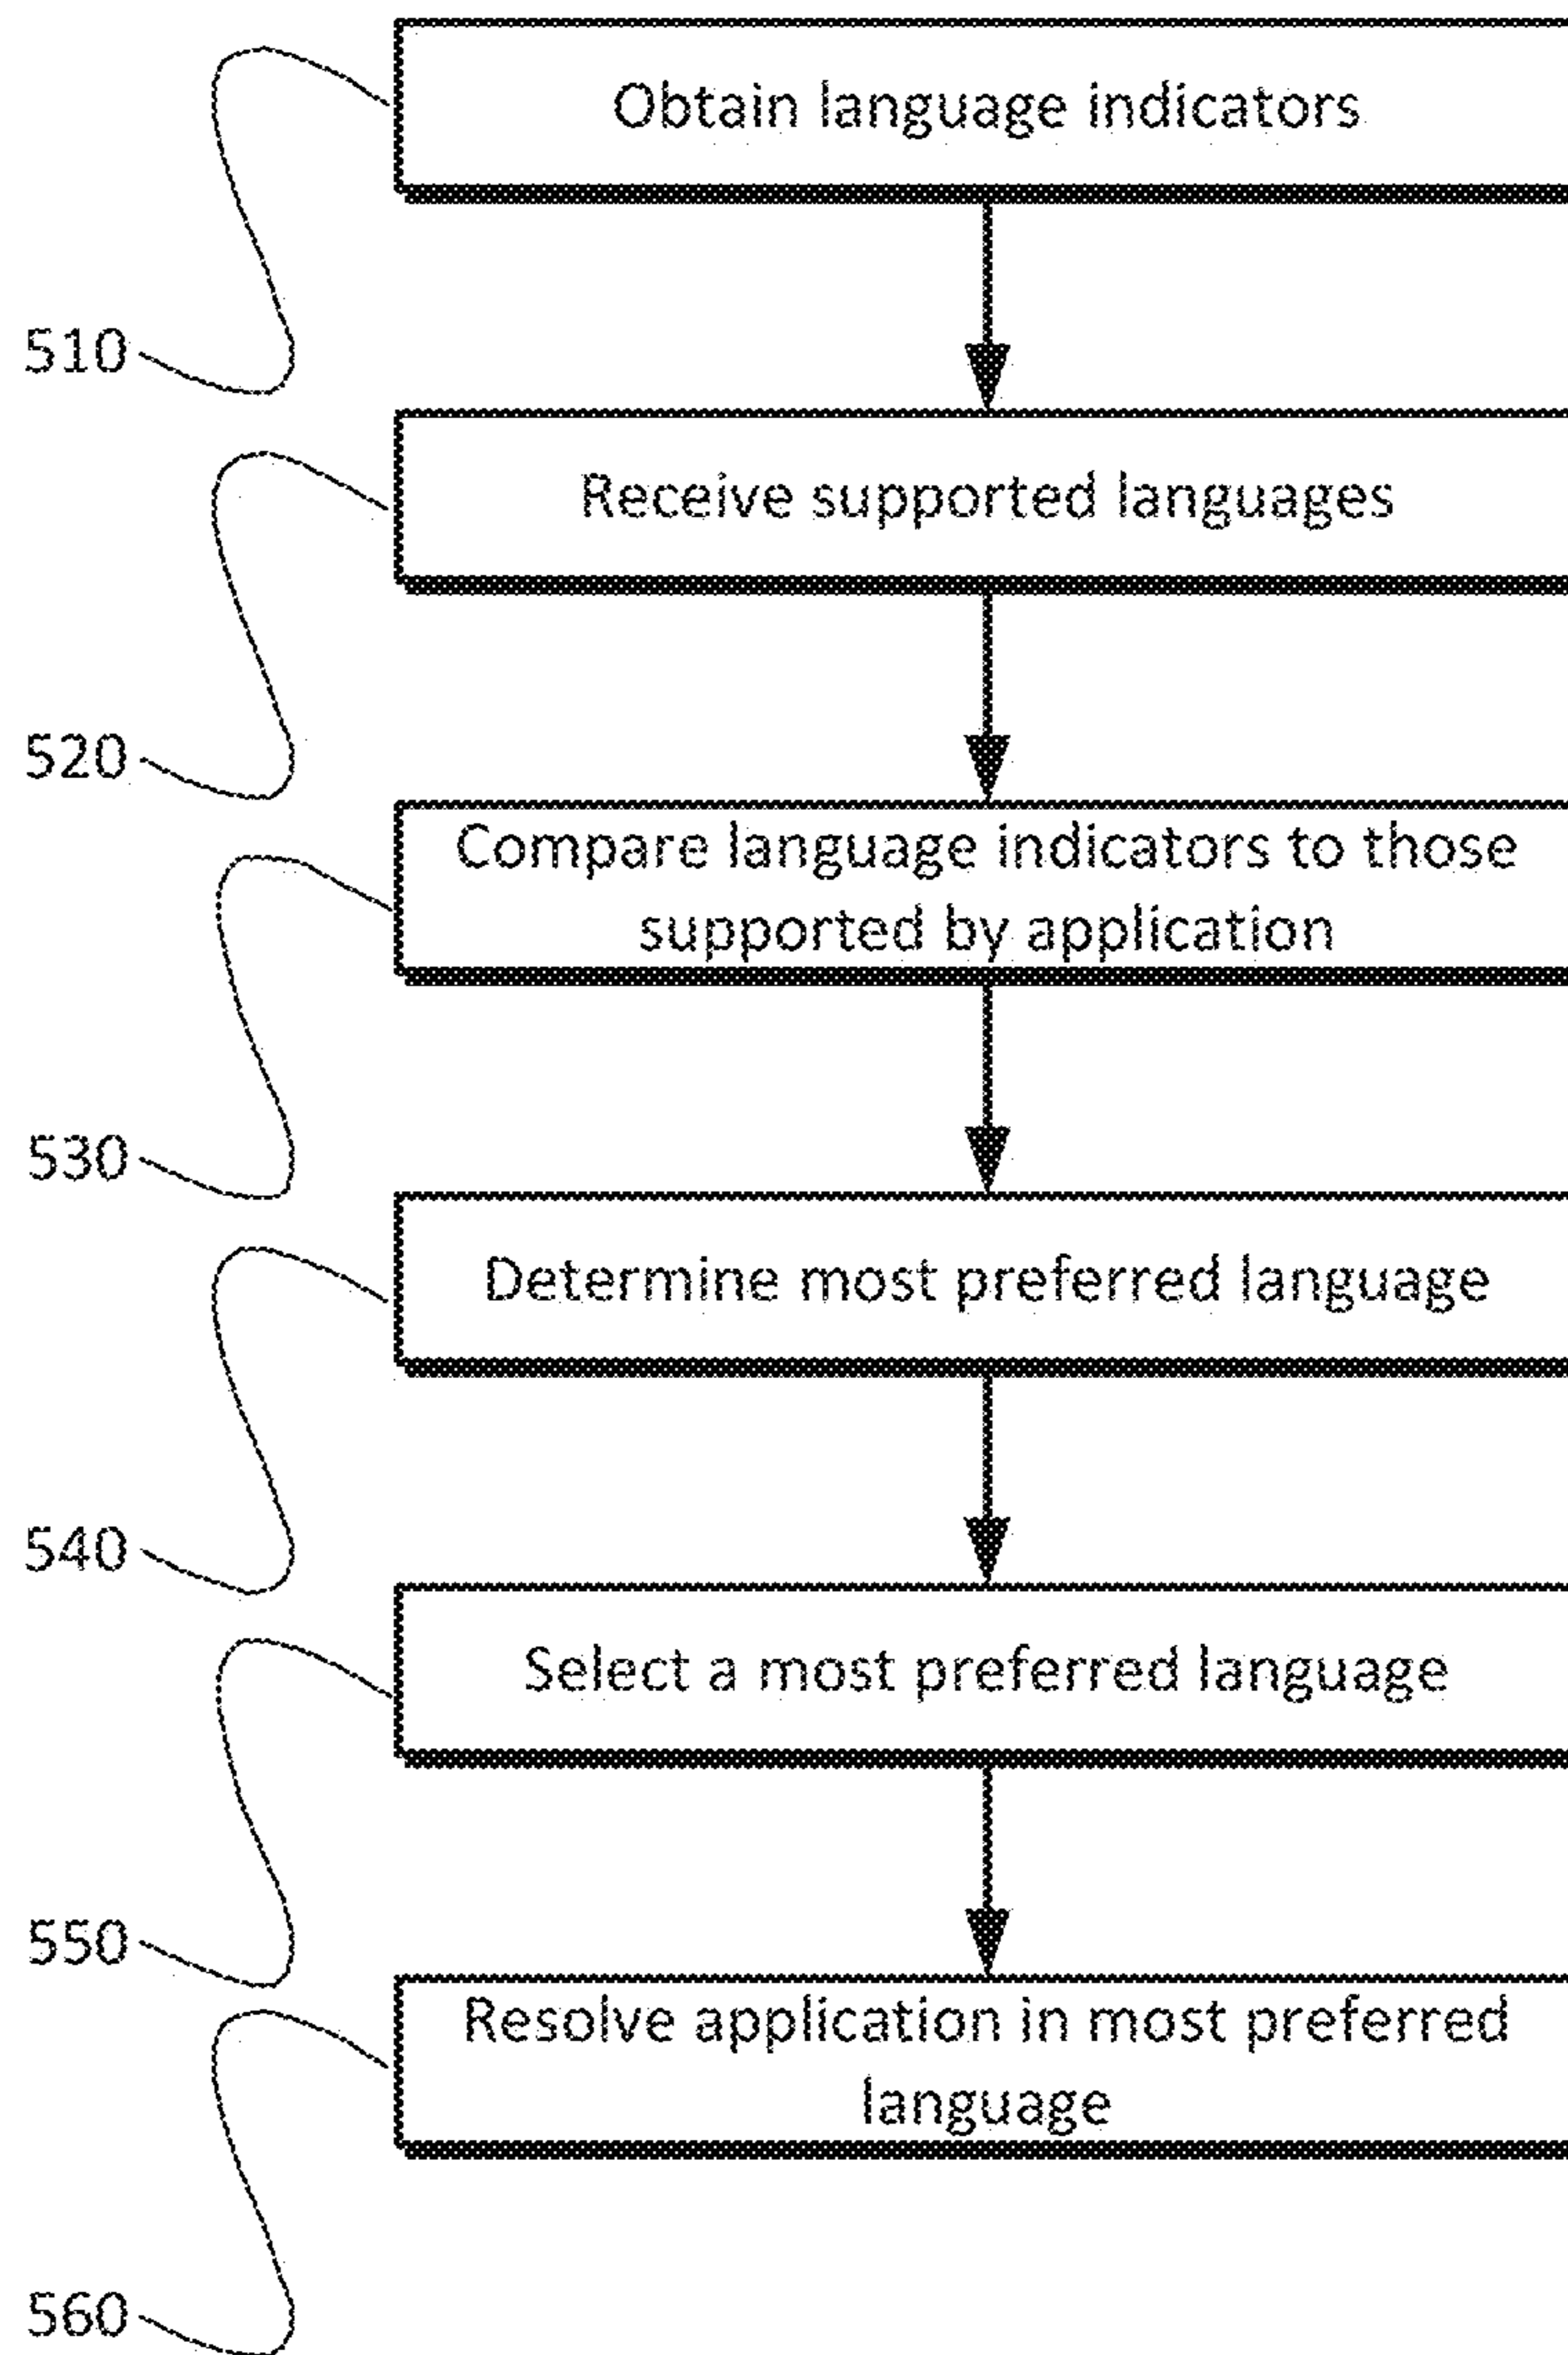 Obtain language indicators
510
Receive supported languages
520
Compare language indicators to those
supported by application
530
Determine most preferred language
540
Select a most preferred language
550
Resolve application in most preferred
language
560